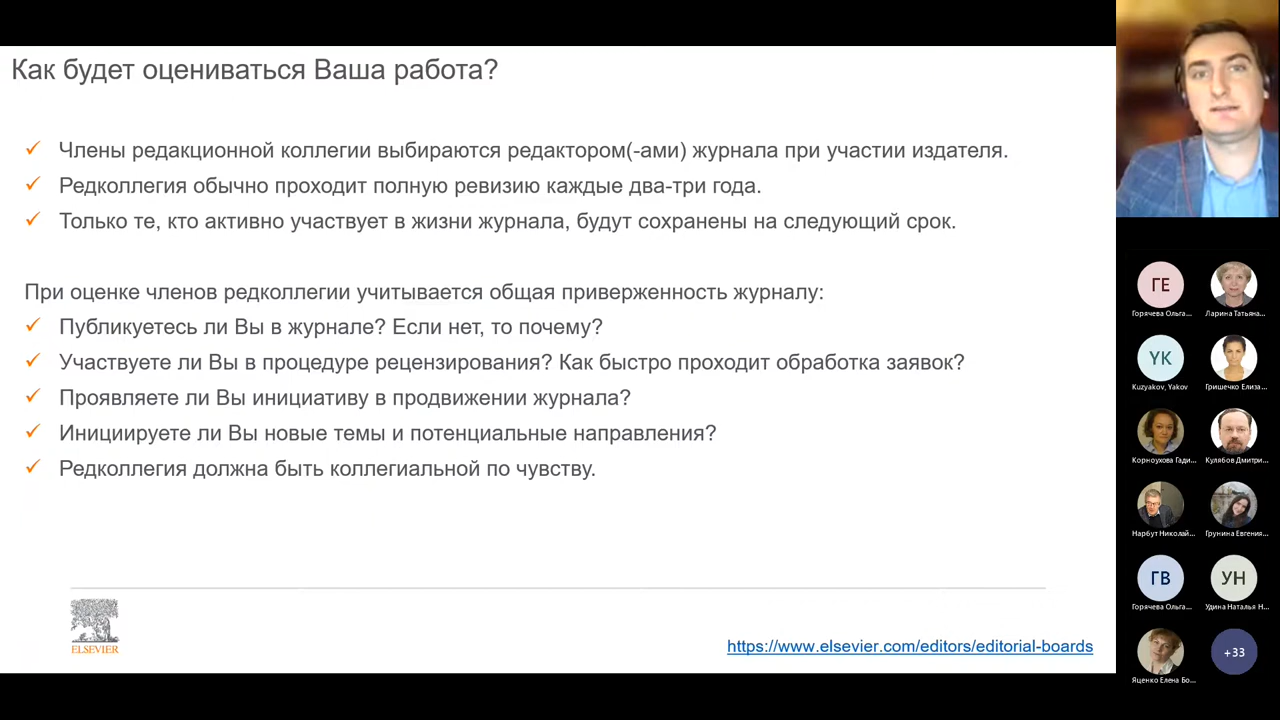 Как будет оцениваться Ваша работа?
Члены редакционной коллегии выбираются редактором(-ами) журнала при участии издателя.
Редколлегия обычно проходит полную ревизию каждые два-три года.
Только те, кто активно участвует в жизни журнала, будут сохранены на следующий срок.
При оценке членов редколлегии учитывается общая приверженность журналу:
Публикуетесь ли Вы в журнале? Если нет, то почему?
Участвуете ли Вы в процедуре рецензирования? Как быстро проходит обработка заявок?
Проявляете ли Вы инициативу в продвижении журнала?
Инициируете ли Вы новые темы и потенциальные направления?
Редколлегия должна быть коллегиальной по чувству.
ELSEVIER
https://www.elsevier.com/editors/editorial-boards
ГЕ
Горячева Ольга...
Ларина Татьяна...
YK
Kuzyakov, Yakov
Гришечко Елиза...
Корноухова Гади...
Кулябов Дмитри...
Нарбут Николай...
Грунина Евгения...
ГВ
УН
Горячева Ольга...
Удина Наталья Н...
Яценко Елена Бо...
+33